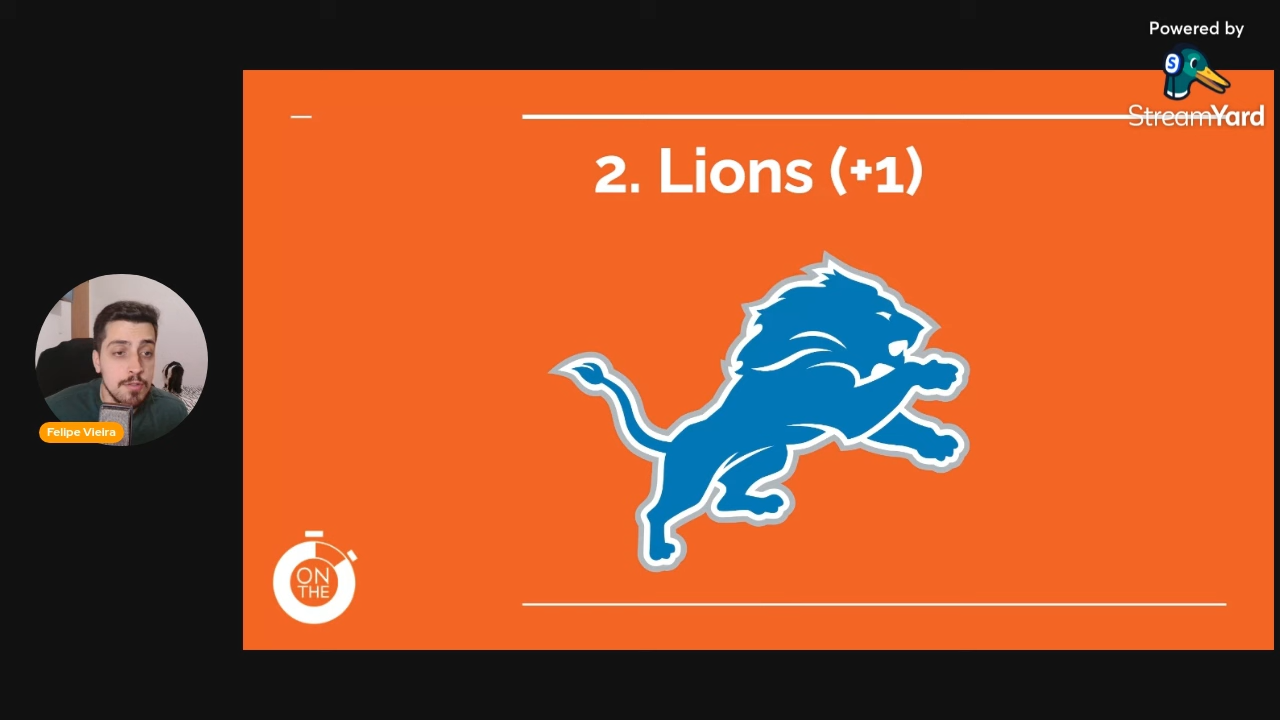 Powered by
StreamYard
2. Lions (+1)
S
Felipe Vieira
ON
THE